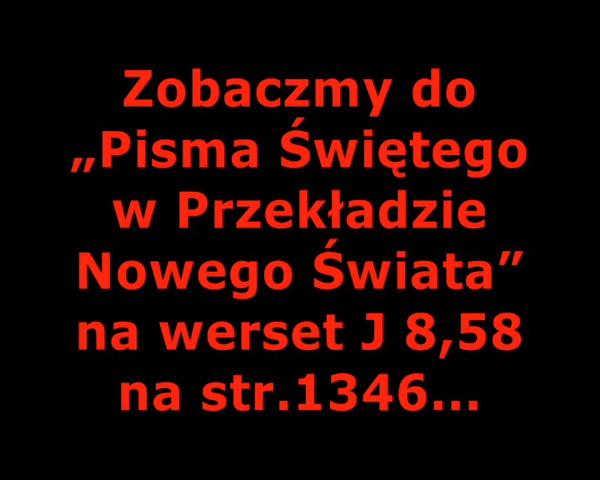 Zobaczmy do
„Pisma Świętego
w Przekładzie
Nowego Świata”
na werset J 8,58
na str.1346...